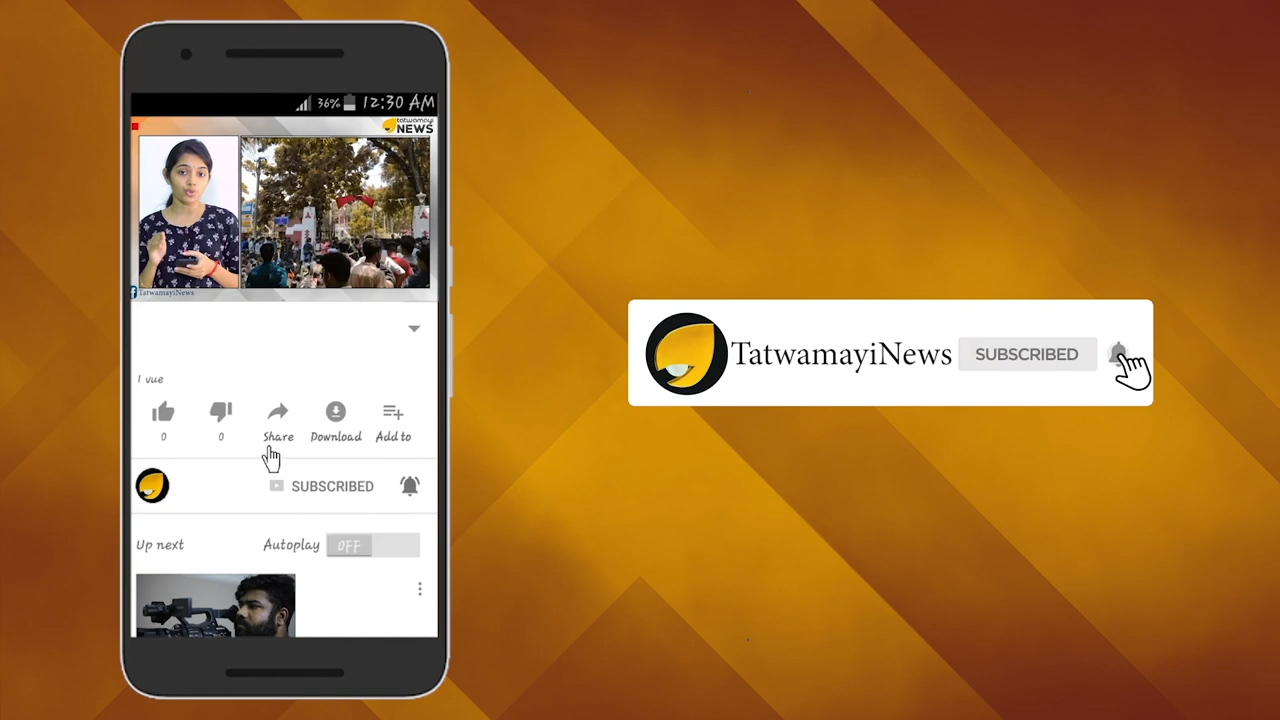 36% 12:30 AM
tatwamayi
NEWS
TatwamayiNews
1 vue
0 0 Share Download Add to
SUBSCRIBED
Up next Autoplay OFF
TatwamayiNews SUBSCRIBED